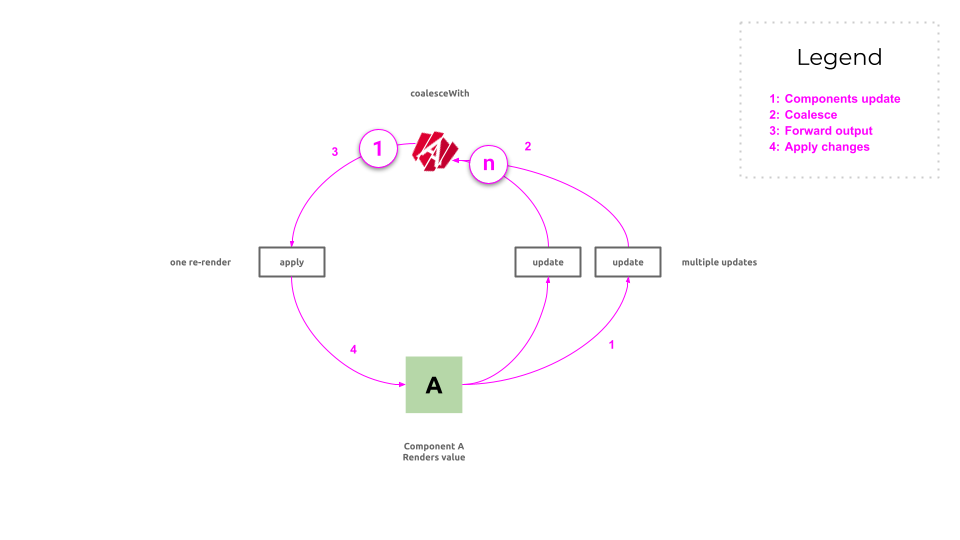 Legend
1: Components update
2: Coalesce
3: Forward output
4: Apply changes
coalesceWith
3
1
n
2
one re-render
apply
update
update
multiple updates
4
1
A
Component A
Renders value